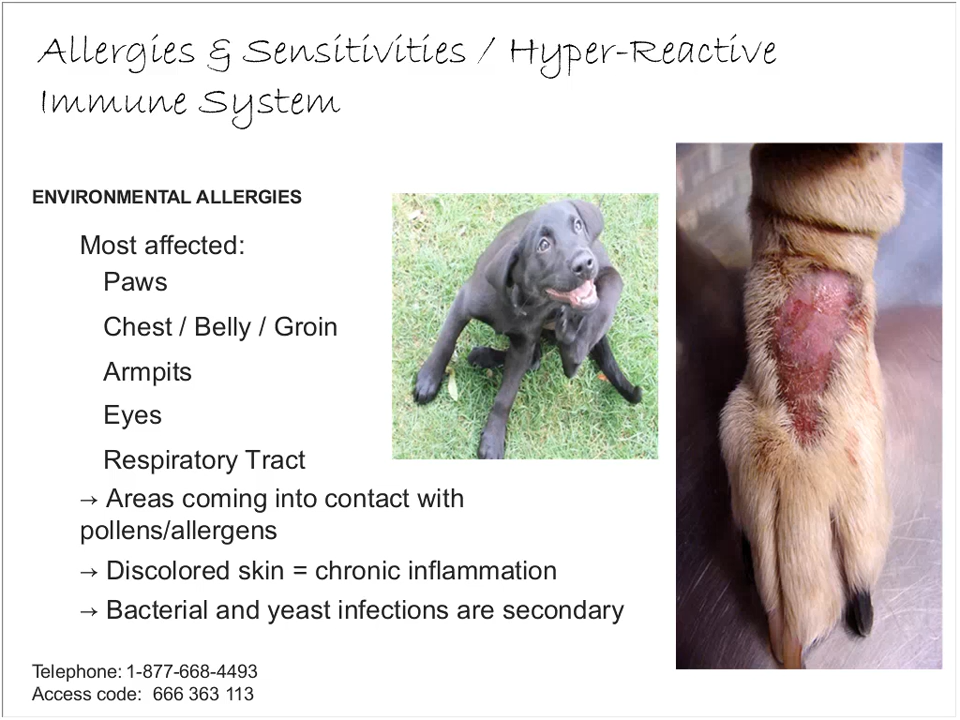 Allergies & Sensitivities / Hyper-Reactive
Immune System
ENVIRONMENTAL ALLERGIES
Most affected:
Paws
Chest / Belly / Groin
Armpits
Eyes
Respiratory Tract
→ Areas coming into contact with
pollens/allergens
→ Discolored skin = chronic inflammation
→ Bacterial and yeast infections are secondary
Telephone: 1-877-668-4493
Access code: 666 363 113